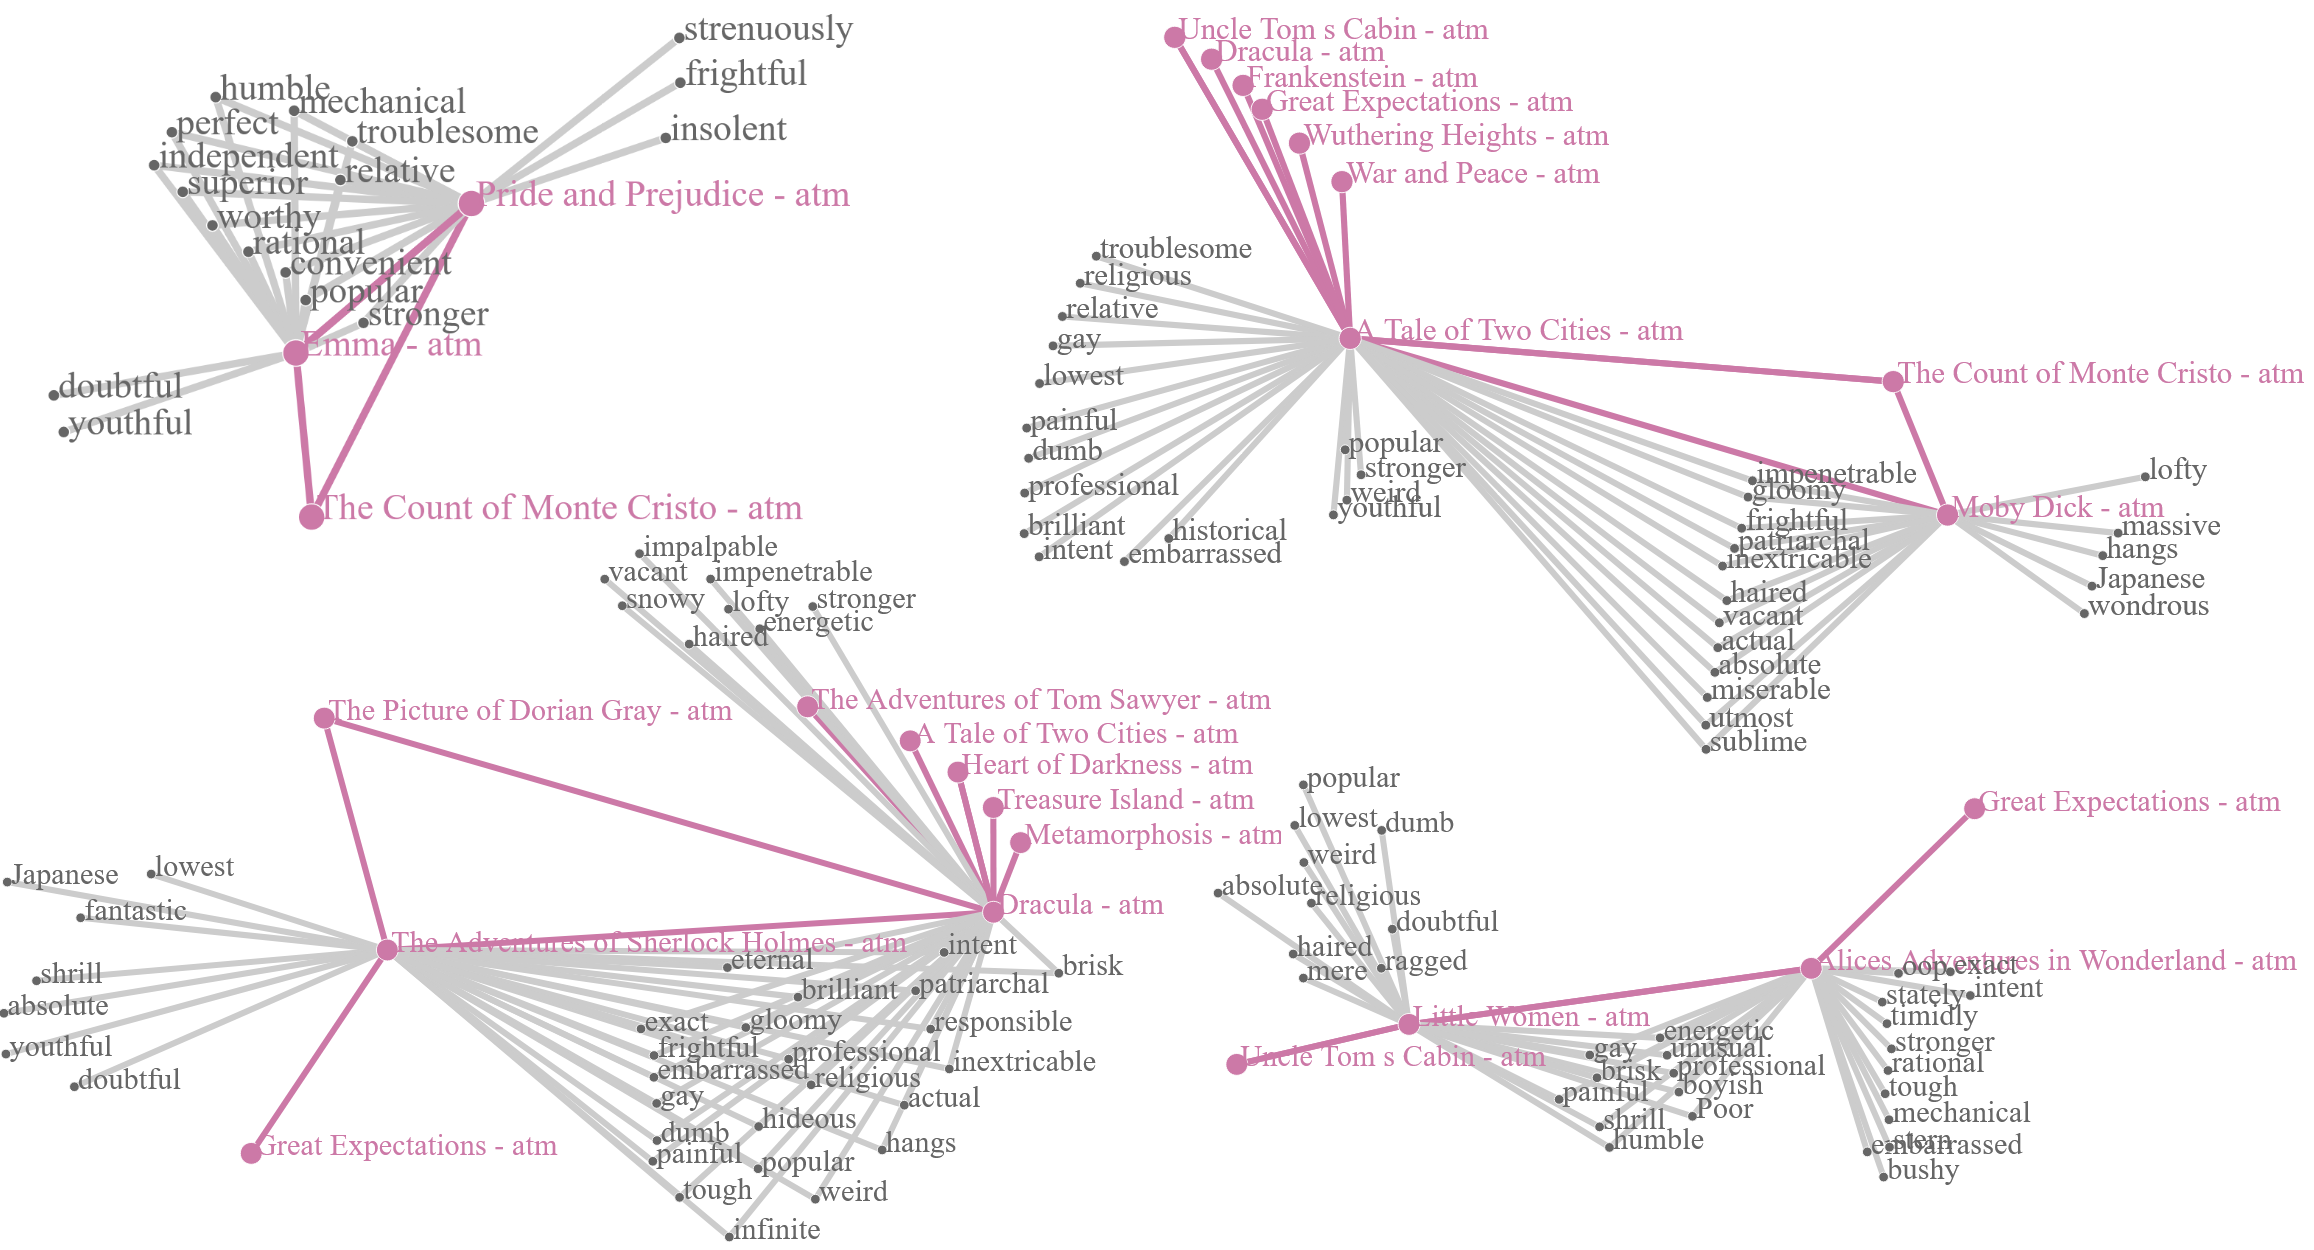 strenuously
frightful
insolent
humble
mechanical
perfect
troublesome
independent
relative
superior
Pride and Prejudice - atm
worthy
rational
convenient
popular
stronger
Emma - atm
doubtful
youthful
The Count of Monte Cristo - atm
Uncle Tom s Cabin - atm
Dracula - atm
Frankenstein - atm
Great Expectations - atm
Wuthering Heights - atm
War and Peace - atm
troublesome
religious
relative
gay
lowest
painful
dumb
professional
brilliant
intent
historical
embarrassed
A Tale of Two Cities - atm
popular
stronger
weird
youthful
The Count of Monte Cristo - atm
impenetrable
gloomy
frightful
patriarchal
inextricable
haired
vacant
actual
absolute
miserable
utmost
sublime
Moby Dick - atm
lofty
massive
hangs
Japanese
wondrous
impalpable
vacant
impenetrable
snowy
lofty
stronger
energetic
haired
The Picture of Dorian Gray - atm
The Adventures of Tom Sawyer - atm
A Tale of Two Cities - atm
Heart of Darkness - atm
Treasure Island - atm
Metamorphosis - atm
Dracula - atm
Japanese
lowest
fantastic
The Adventures of Sherlock Holmes - atm
shrill
absolute
youthful
doubtful
Great Expectations - atm
intent
eternal
brisk
brilliant
patriarchal
exact
gloomy
responsible
frightful
professional
embarrassed
religious
inextricable
gay
actual
hideous
dumb
painful
popular
hangs
tough
weird
infinite
popular
lowest
dumb
weird
absolute
religious
doubtful
haired
mere
ragged
Little Women - atm
Uncle Tom s Cabin - atm
Great Expectations - atm
Alices Adventures in Wonderland - atm
energetic
gay
unusual
brisk
professional
painful
boyish
Poor
shrill
humble
oop
exact
stately
intent
timidly
stronger
rational
tough
mechanical
stern
embarrassed
bushy